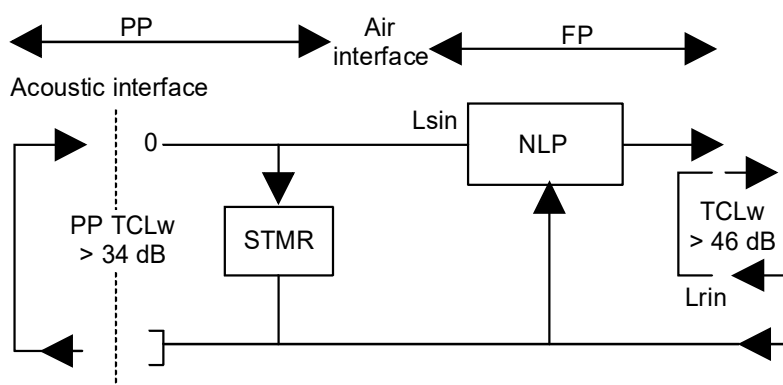 PP
Air
interface
FP
Acoustic interface
0
Lsin
NLP
PP TCLw
> 34 dB
STMR
TCLw
> 46 dB
Lrin